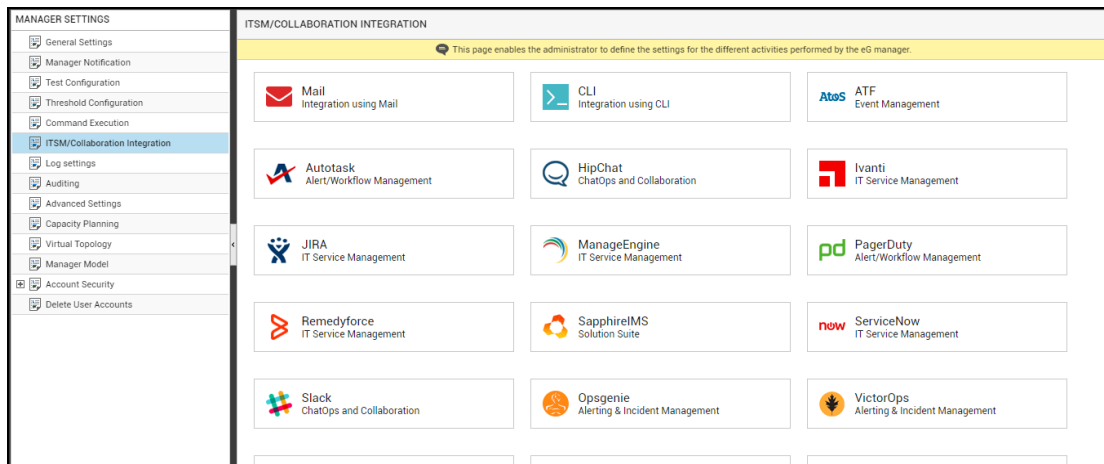 MANAGER SETTINGS
General Settings
Manager Notification
Test Configuration
Threshold Configuration
Command Execution
ITSM/Collaboration Integration
Log settings
Auditing
Advanced Settings
Capacity Planning
Virtual Topology
Manager Model
Account Security
Delete User Accounts
ITSM/COLLABORATION INTEGRATION
This page enables the administrator to define the settings for the different activities performed by the eG manager.
Mail
Integration using Mail
CLI
Integration using CLI
Atos
ATF
Event Management
Autotask
Alert/Workflow Management
HipChat
ChatOps and Collaboration
Ivanti
IT Service Management
JIRA
IT Service Management
ManageEngine
IT Service Management
pd
PagerDuty
Alert/Workflow Management
Remedyforce
IT Service Management
SapphireIMS
Solution Suite
now
ServiceNow
IT Service Management
Slack
ChatOps and Collaboration
Opsgenie
Alerting & Incident Management
VictorOps
Alerting & Incident Management